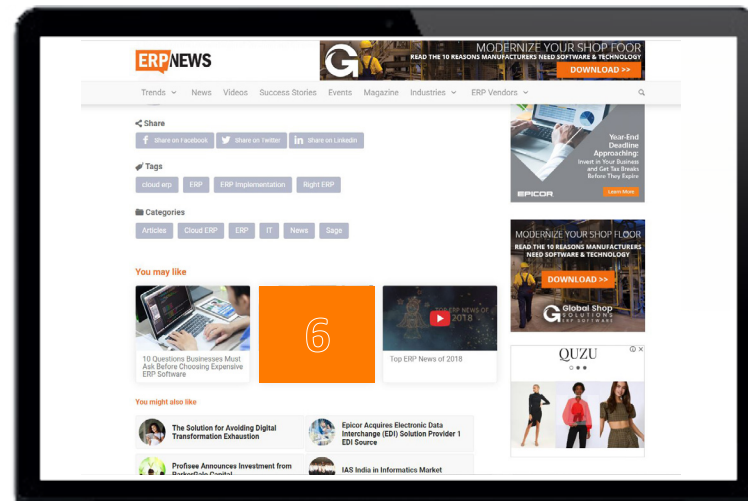 ERPNEWS
MODERNIZE YOUR SHOP FOOR
READ THE 10 REASONS MANUFACTURERS NEED SOFTWARE & TECHNOLOGY
DOWNLOAD >>
Trends News Videos Success Stories Events Magazine Industries ERP Vendors
Share
Share on Facebook Share on Twitter Share on LinkedIn
Tags
cloud erp ERP ERP Implementation Right ERP
Categories
Articles Cloud ERP ERP IT News Sage
Year-End
Deadline
Approaching:
Invest in Your Business
and Get Tax Breaks
Before They Expire
EPICOR
Learn More
MODERNIZE YOUR SHOP FLOOR
READ THE 10 REASONS MANUFACTURERS
NEED SOFTWARE & TECHNOLOGY
DOWNLOAD >>
Global Shop
SOLUTIONS
ERP SOFTWARE
You may like
10 Questions Businesses Must
Ask Before Choosing Expensive
ERP Software
6
TOP ERP NEWS OF
2018
Top ERP News of 2018
QUZU
You might also like
The Solution for Avoiding Digital
Transformation Exhaustion
Epicor Acquires Electronic Data
Interchange (EDI) Solution Provider 1
EDI Source
Profisee Announces Investment from
ParkerGale Capital
IAS India in Informatics Market